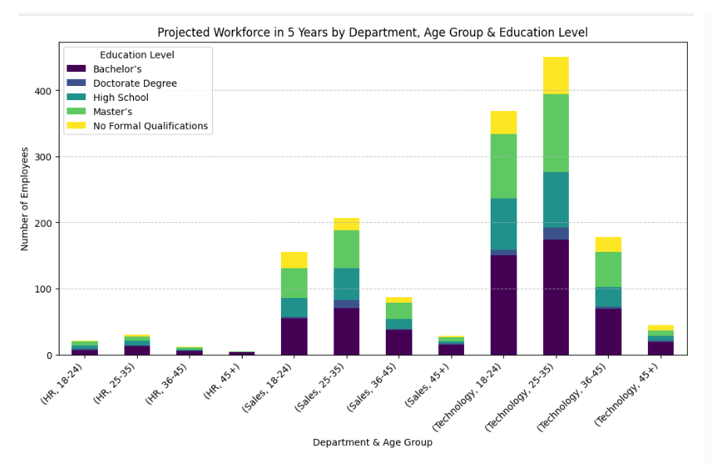 Projected Workforce in 5 Years by Department, Age Group & Education Level
Education Level
Bachelor’s
Doctorate Degree
High School
Master’s
No Formal Qualifications
Number of Employees
400
300
200
100
0
(HR, 18-24)
(HR, 25-35)
(HR, 36-45)
(HR, 45+)
(Sales, 18-24)
(Sales, 25-35)
(Sales, 36-45)
(Sales, 45+)
(Technology, 18-24)
(Technology, 25-35)
(Technology, 36-45)
(Technology, 45+)
Department & Age Group